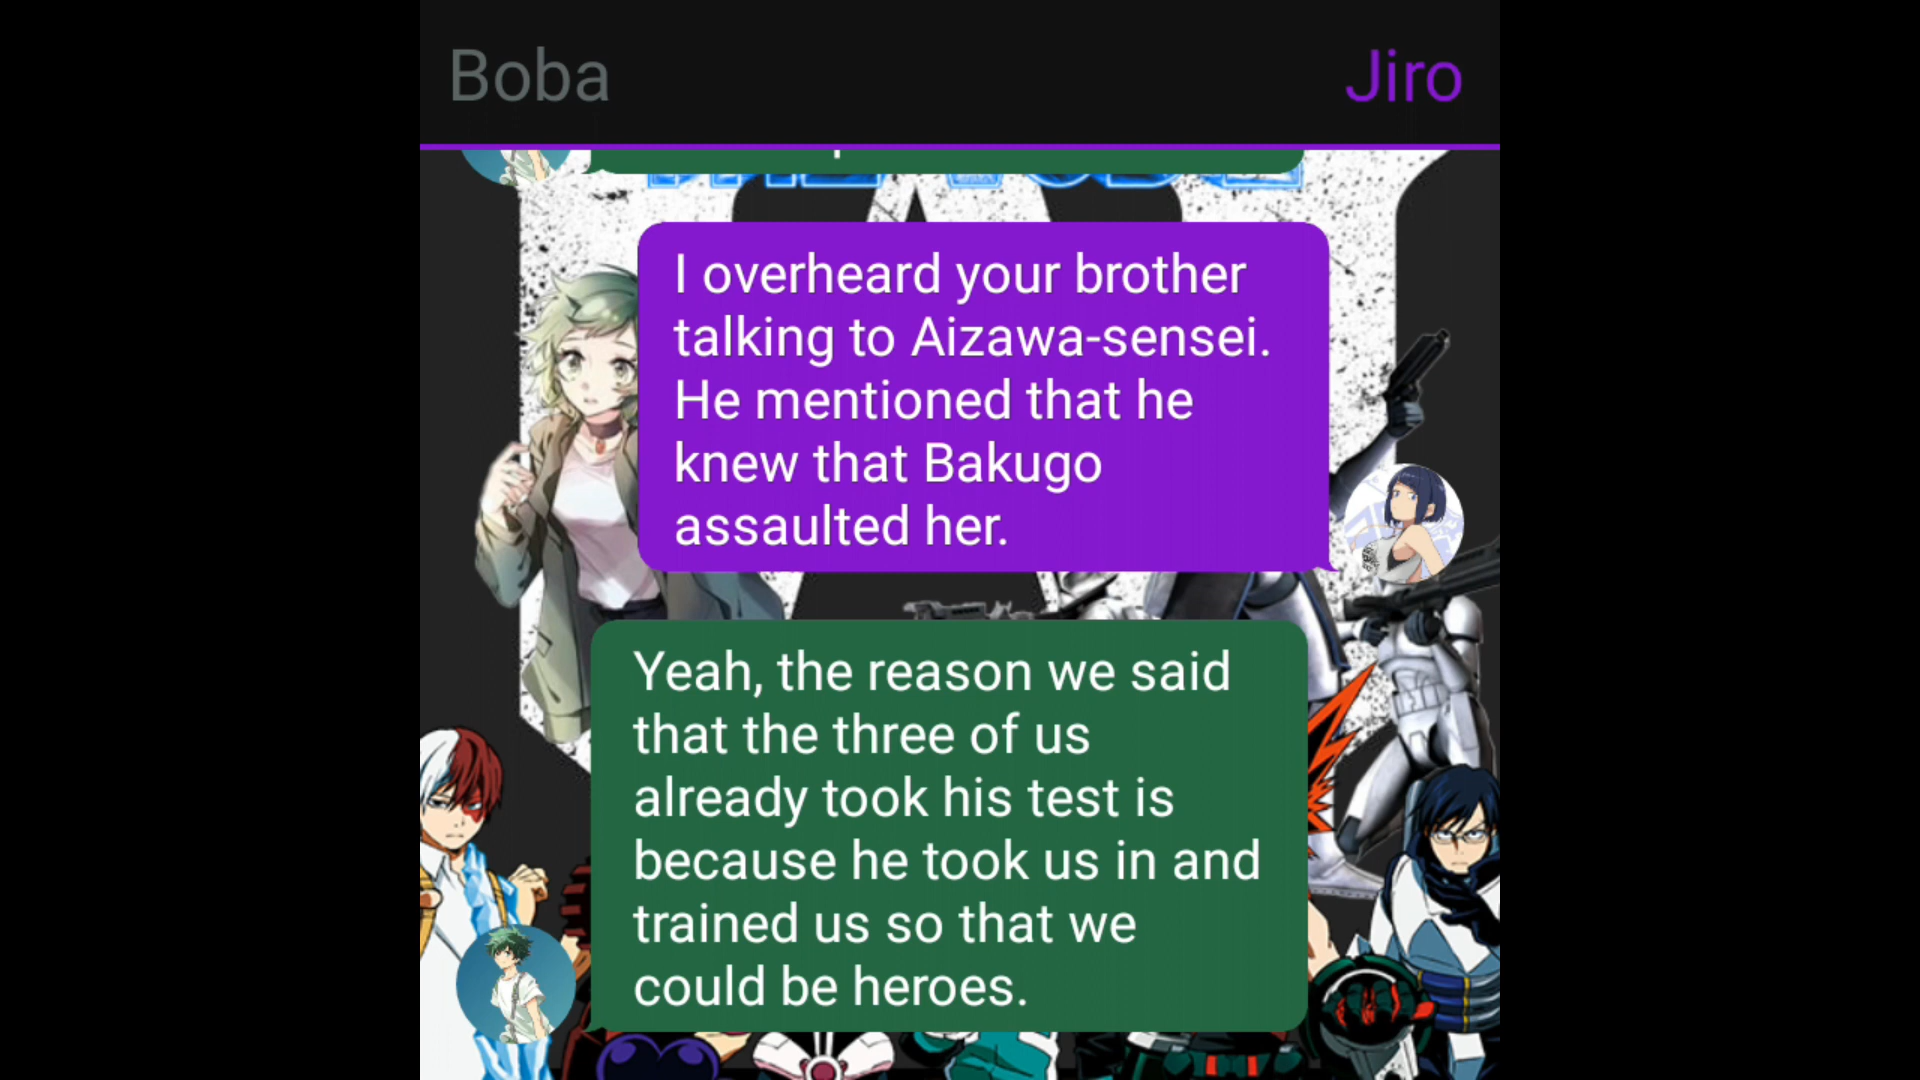 Boba
Jiro
I overheard your brother
talking to Aizawa-sensei.
He mentioned that he
knew that Bakugo
assaulted her.
Yeah, the reason we said
that the three of us
already took his test is
because he took us in and
trained us so that we
could be heroes.